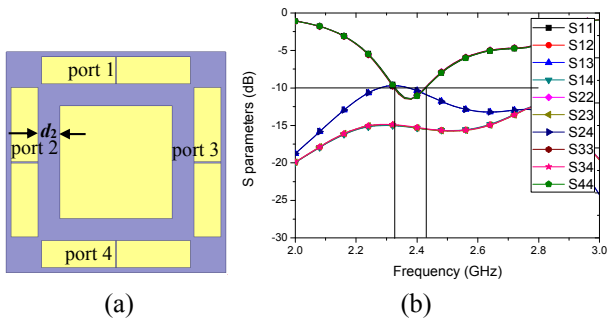 port 1
d2
port 2
port 3
port 4
(a)
S parameters (dB)
0
-5
-10
-15
-20
-25
-30
2.0
2.2
2.4
2.6
2.8
3.0
Frequency (GHz)
S11
S12
S13
S14
S22
S23
S24
S33
S34
S44
(b)